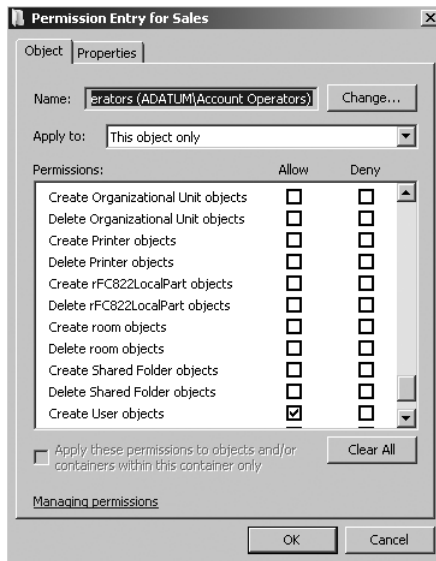 Permission Entry for Sales
Object Properties
Name: erators (ADATUM\Account Operators) Change...
Apply to: This object only
Permissions: Allow Deny
Create Organizational Unit objects
Delete Organizational Unit objects
Create Printer objects
Delete Printer objects
Create rFC822LocalPart objects
Delete rFC822LocalPart objects
Create room objects
Delete room objects
Create Shared Folder objects
Delete Shared Folder objects
Create User objects
Apply these permissions to objects and/or Clear All
containers within this container only
Managing permissions
OK Cancel